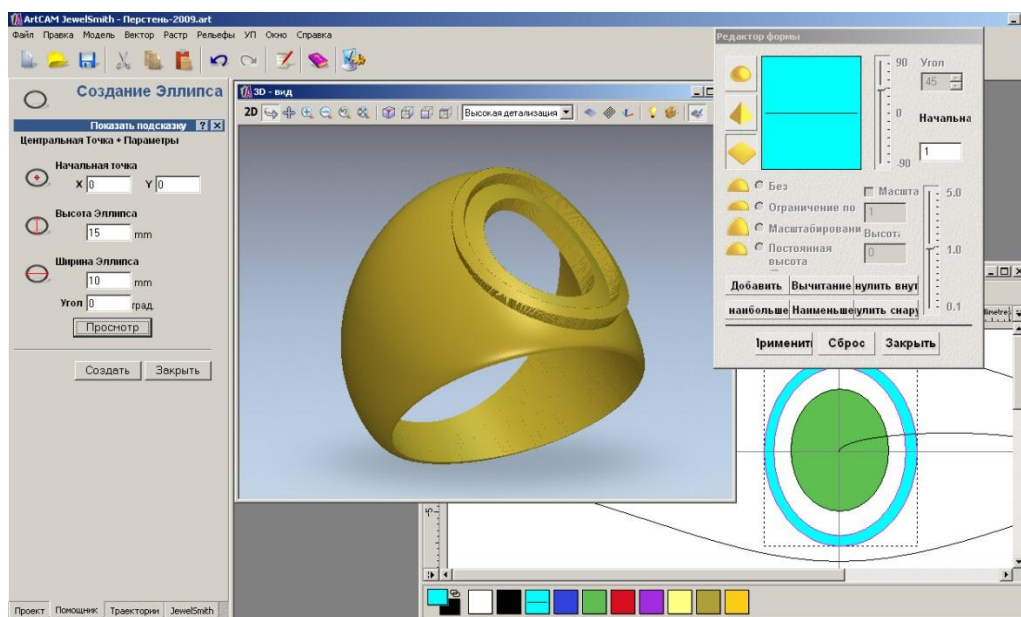 ArtCAM JewelSmith - Перстень-2009.art
Файл Правка Модель Вектор Растр Рельефы УП Окно Справка
Создание Эллипса
Показать подсказку ? X
Центральная Точка + Параметры
Начальная точка
X 0 Y 0
Высота Эллипса
15 mm
Ширина Эллипса
10 mm
Угол 0 град.
Просмотр
Создать Закрыть
Проект Помощник Траектории JewelSmith
3D - вид
2D Высокая детализация
Редактор формы
90 Угол
45
0 Начальна
1
-90
Без Масшта 5.0
Ограничение по 1
Масштабировани Высот.
Постоянная 0 1.0
высота
Добавить Вычитание нулить внут
наибольше Наименьше улить снару 0.1
Применит Сброс Закрыть
limetre